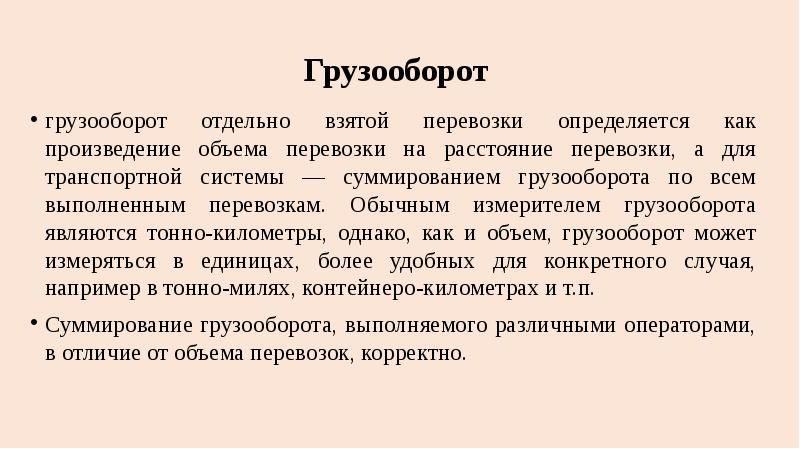 Грузооборот
• грузооборот отдельно взятой перевозки определяется как
произведение объема перевозки на расстояние перевозки, а для
транспортной системы — суммированием грузооборота по всем
выполненным перевозкам. Обычным измерителем грузооборота
являются тонно-километры, однако, как и объем, грузооборот может
измеряться в единицах, более удобных для конкретного случая,
например в тонно-милях, контейнеро-километрах и т.п.
• Суммирование грузооборота, выполняемого различными операторами,
в отличие от объема перевозок, корректно.